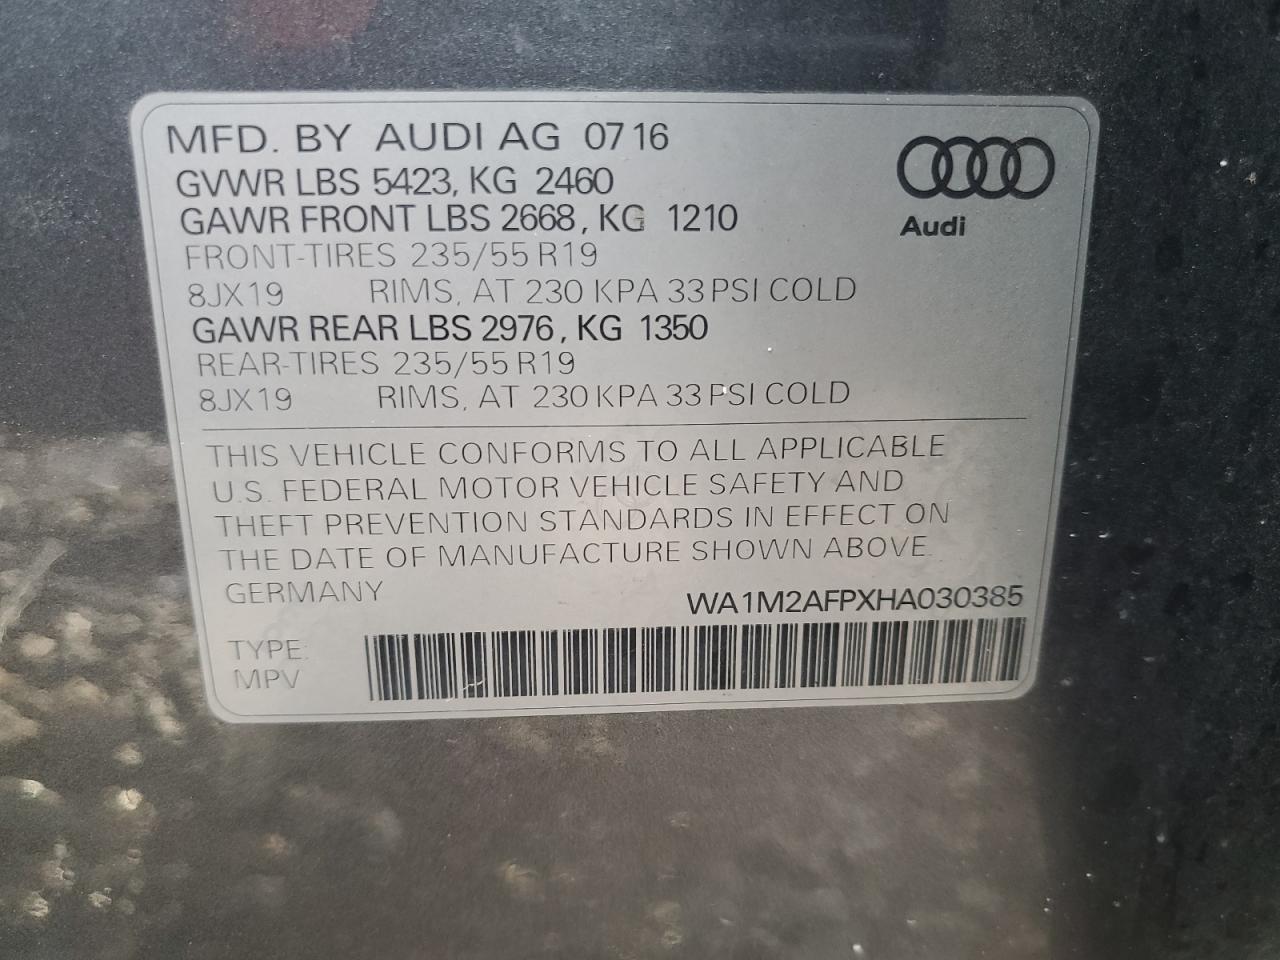 MFD. BY AUDI AG 07 16
GVWR LBS 5423, KG 2460
GAWR FRONT LBS 2668, KG 1210
FRONT-TIRES 235/55 R19
8JX19 RIMS, AT 230 KPA 33 PSI COLD
GAWR REAR LBS 2976, KG 1350
REAR-TIRES 235/55 R19
8JX19 RIMS, AT 230 KPA 33 PSI COLD
Audi
THIS VEHICLE CONFORMS TO ALL APPLICABLE
U.S. FEDERAL MOTOR VEHICLE SAFETY AND
THEFT PREVENTION STANDARDS IN EFFECT ON
THE DATE OF MANUFACTURE SHOWN ABOVE.
GERMANY
WA1M2AFPXHA030385
TYPE:
MPV